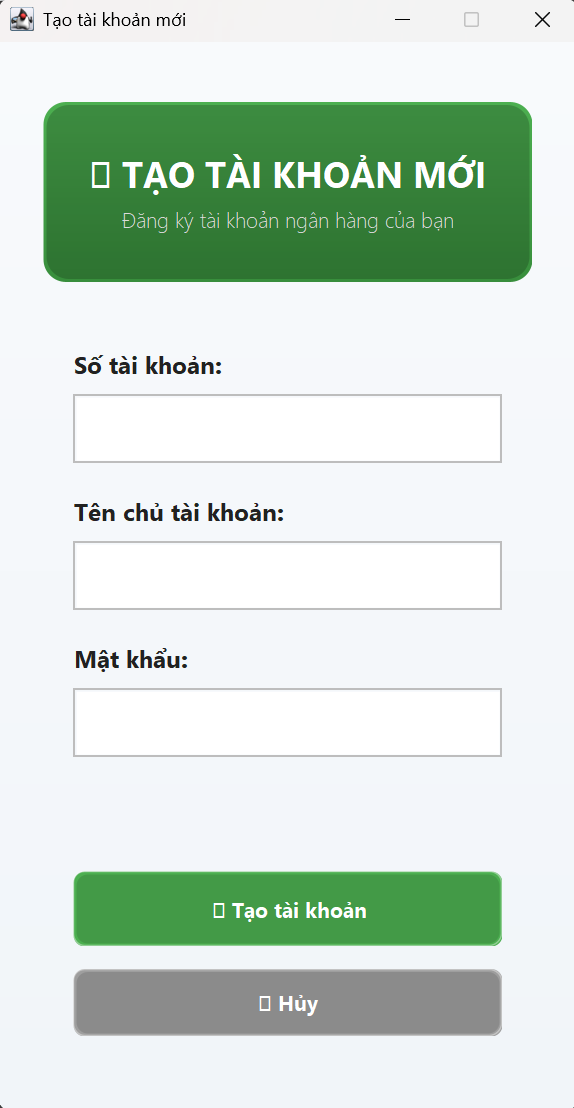 Tạo tài khoản mới
▯ TẠO TÀI KHOẢN MỚI
Đăng ký tài khoản ngân hàng của bạn
Số tài khoản:
Tên chủ tài khoản:
Mật khẩu:
▯ Tạo tài khoản
▯ Hủy